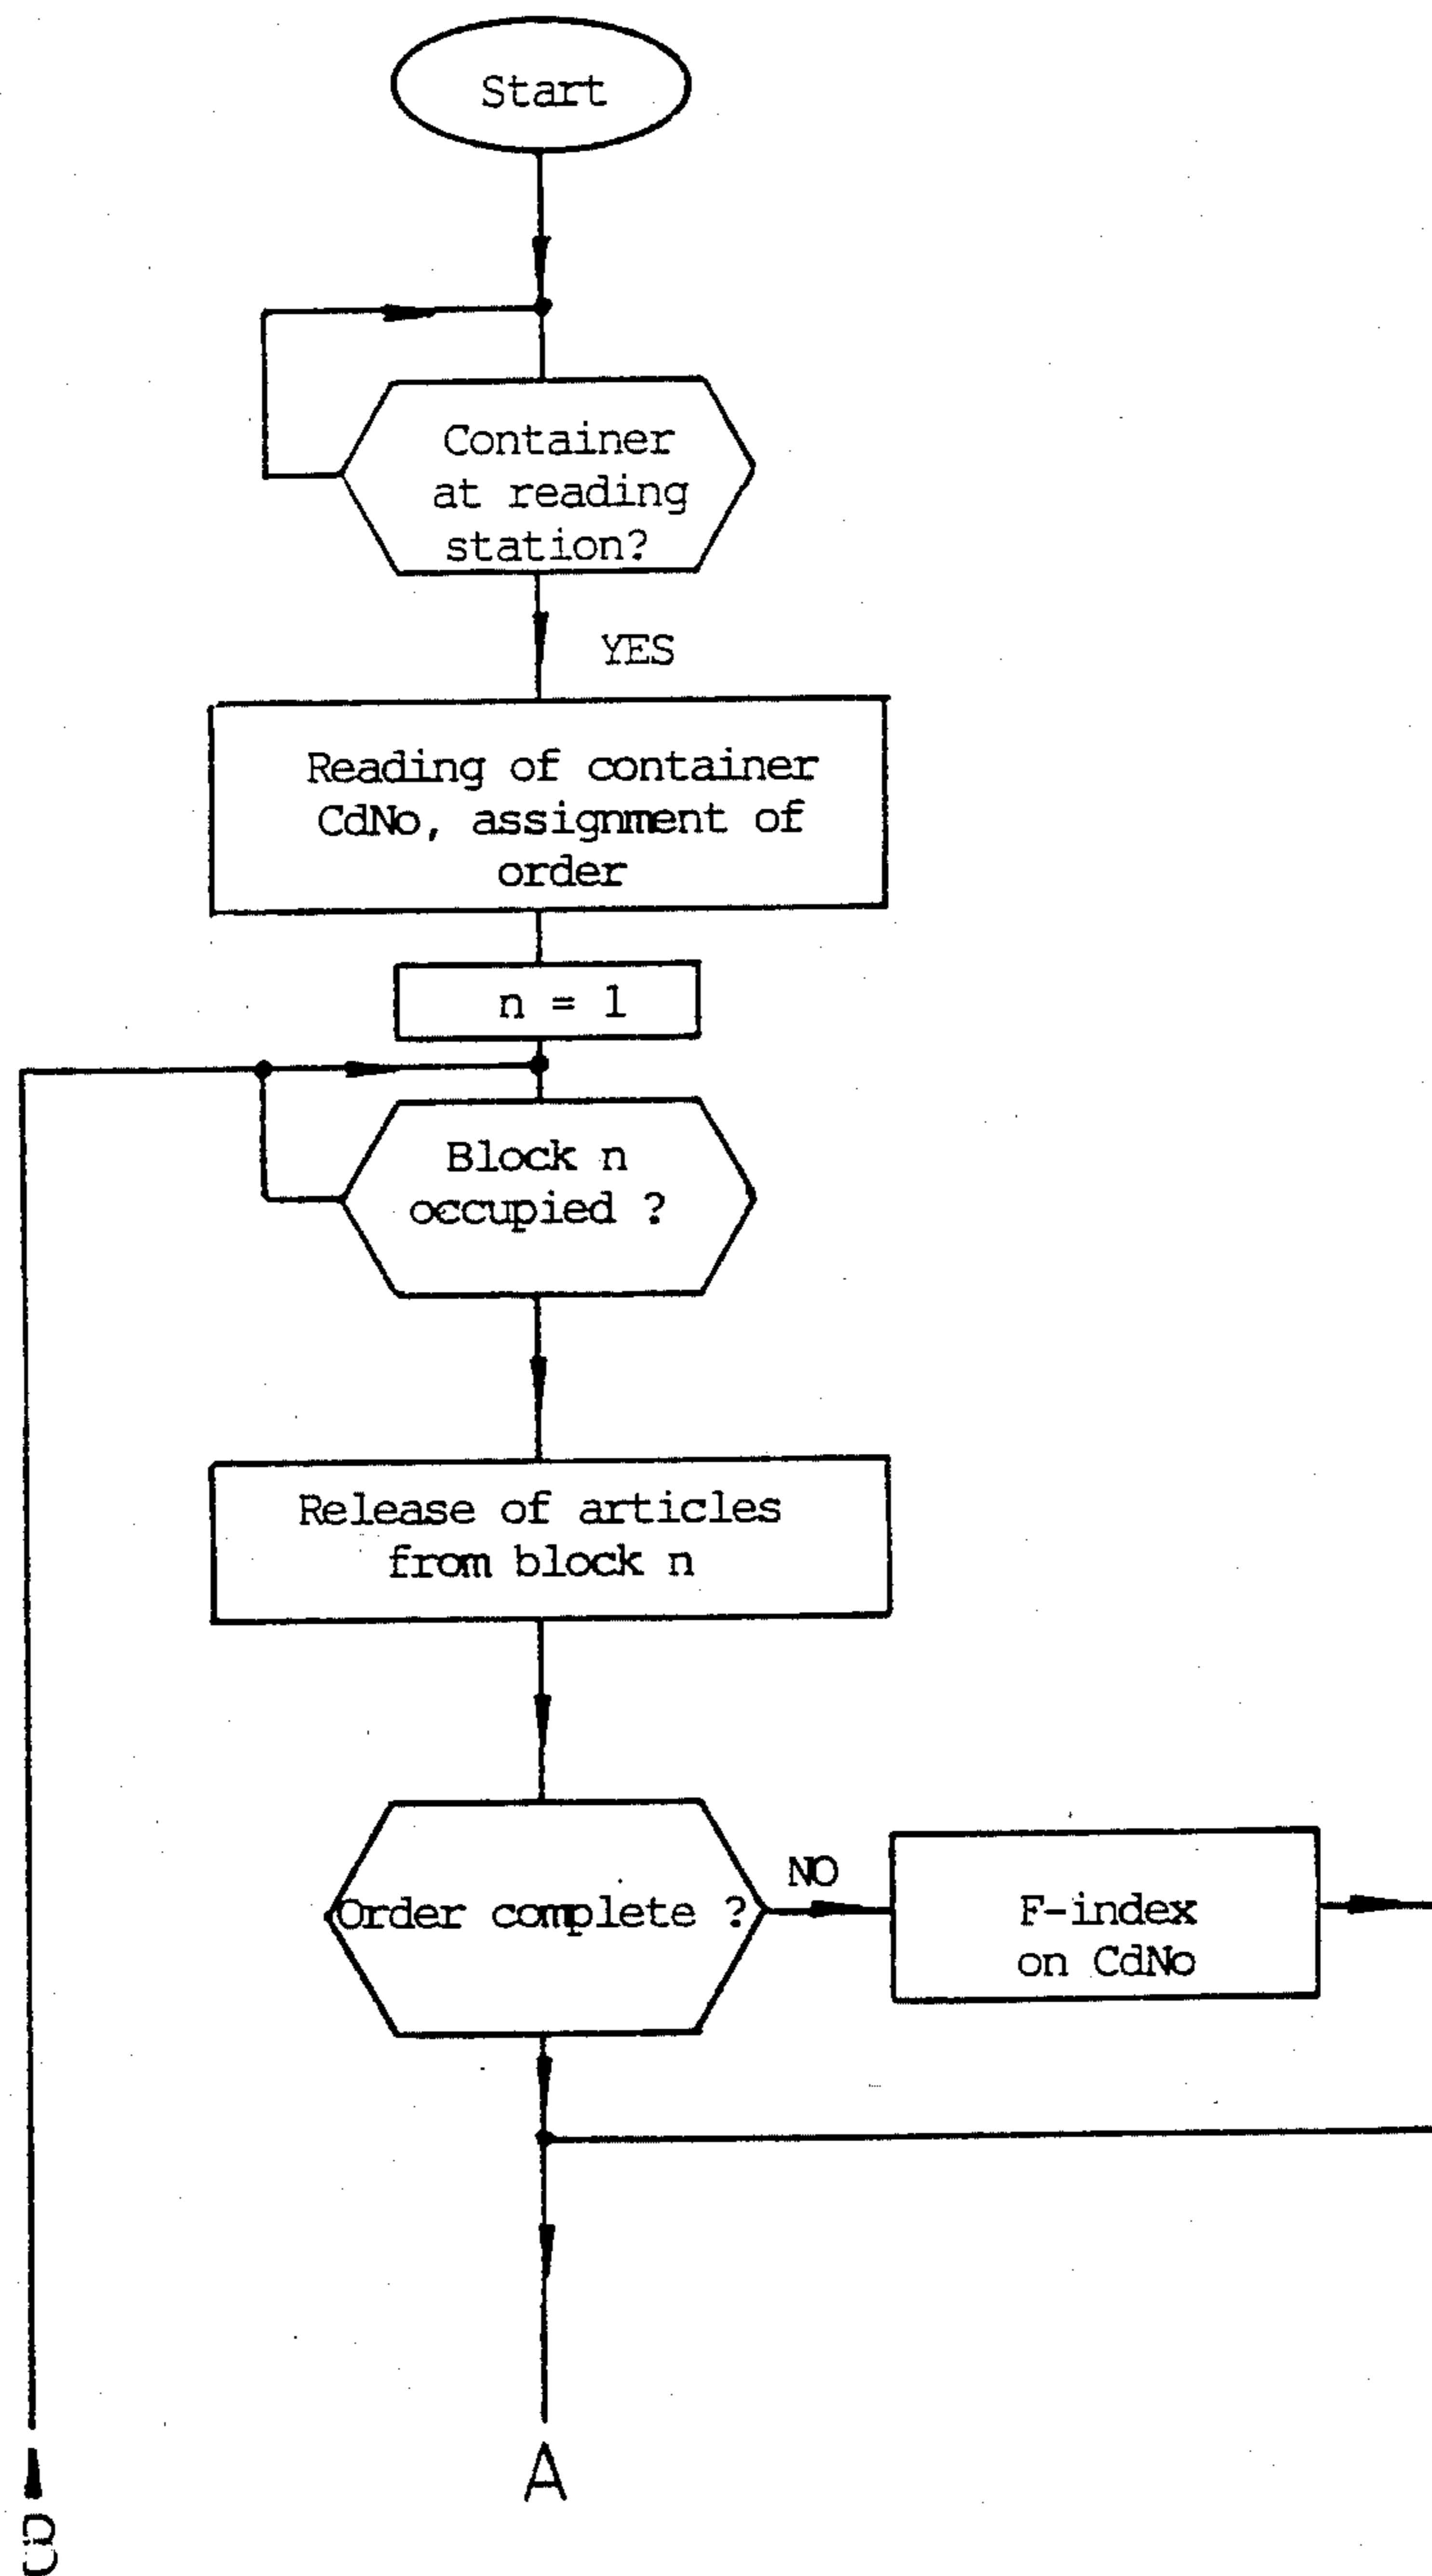 Start
Container
at reading
station?
YES
Reading of container
CdNo, assignment of
order
n = 1
Block n
occupied ?
Release of articles
from block n
Order complete ?
NO
F-index
on CdNo
A
B